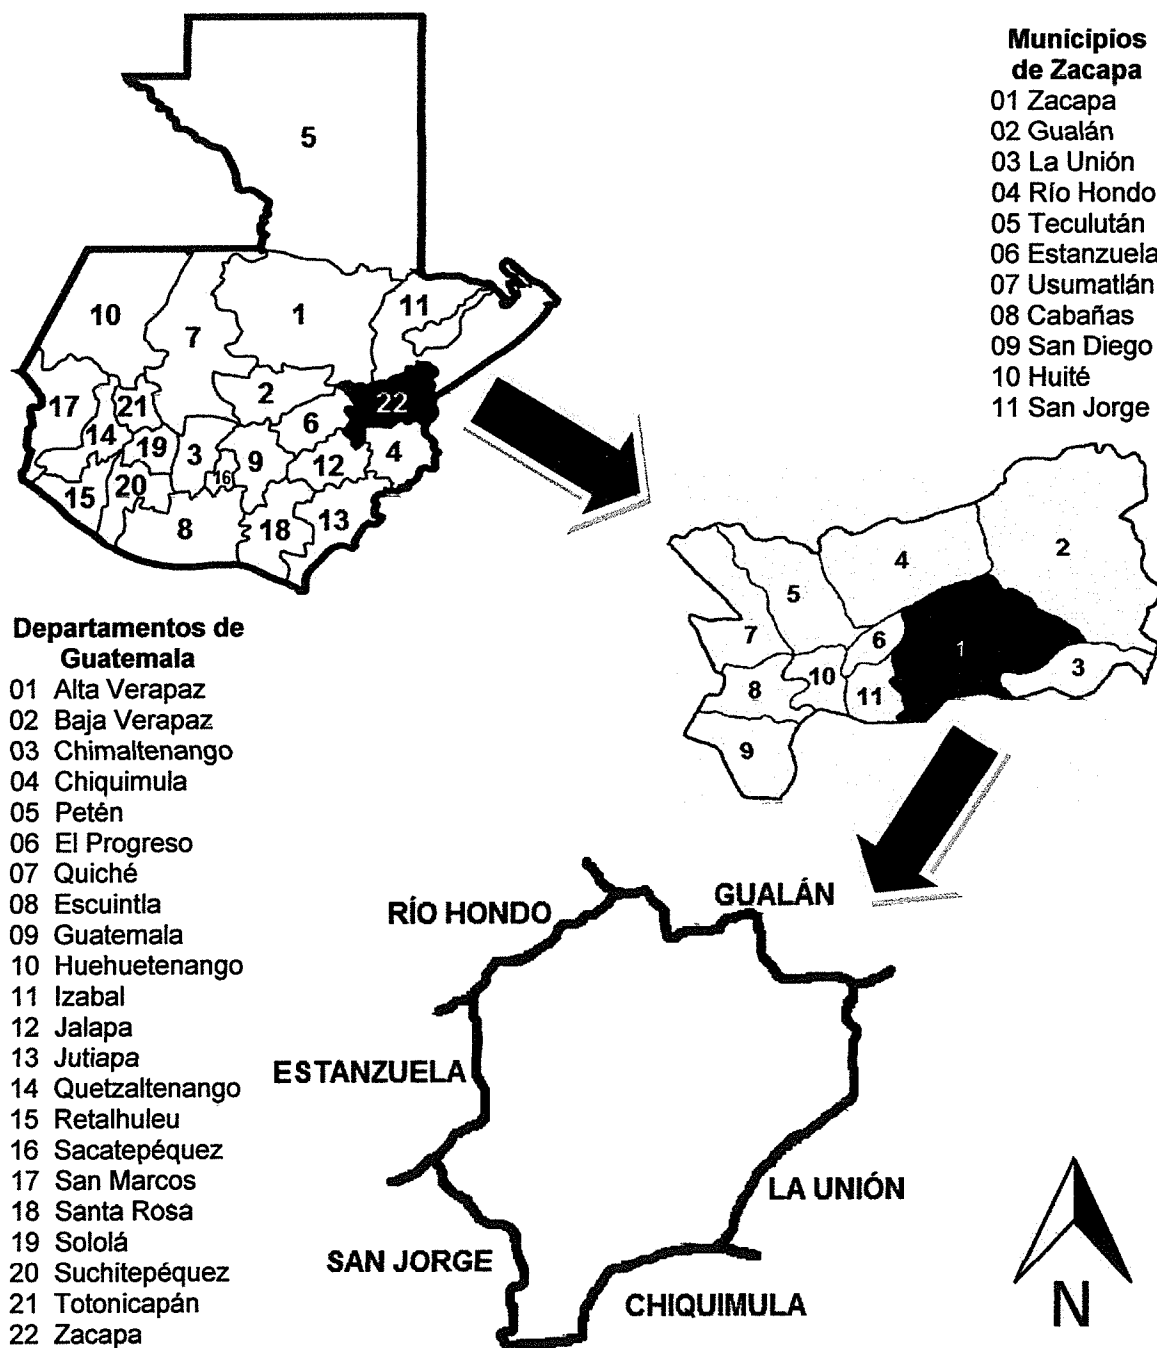 Municipios
de Zacapa
01 Zacapa
02 Gualán
03 La Unión
04 Río Hondo
05 Teculután
06 Estanzuela
07 Usumatlán
08 Cabañas
09 San Diego
10 Huité
11 San Jorge
5
10
7
1
11
17
21
2
22
14
19
3
6
9
16
12
4
15
20
8
18
13
2
4
5
7
6
1
3
8
10
11
9
Departamentos de
Guatemala
01 Alta Verapaz
02 Baja Verapaz
03 Chimaltenango
04 Chiquimula
05 Petén
06 El Progreso
07 Quiché
08 Escuintla
09 Guatemala
10 Huehuetenango
11 Izabal
12 Jalapa
13 Jutiapa
14 Quetzaltenango
15 Retalhuleu
16 Sacatepéquez
17 San Marcos
18 Santa Rosa
19 Sololá
20 Suchitepéquez
21 Totonicapán
22 Zacapa
RÍO HONDO
GUALÁN
ESTANZUELA
LA UNIÓN
SAN JORGE
CHIQUIMULA
N